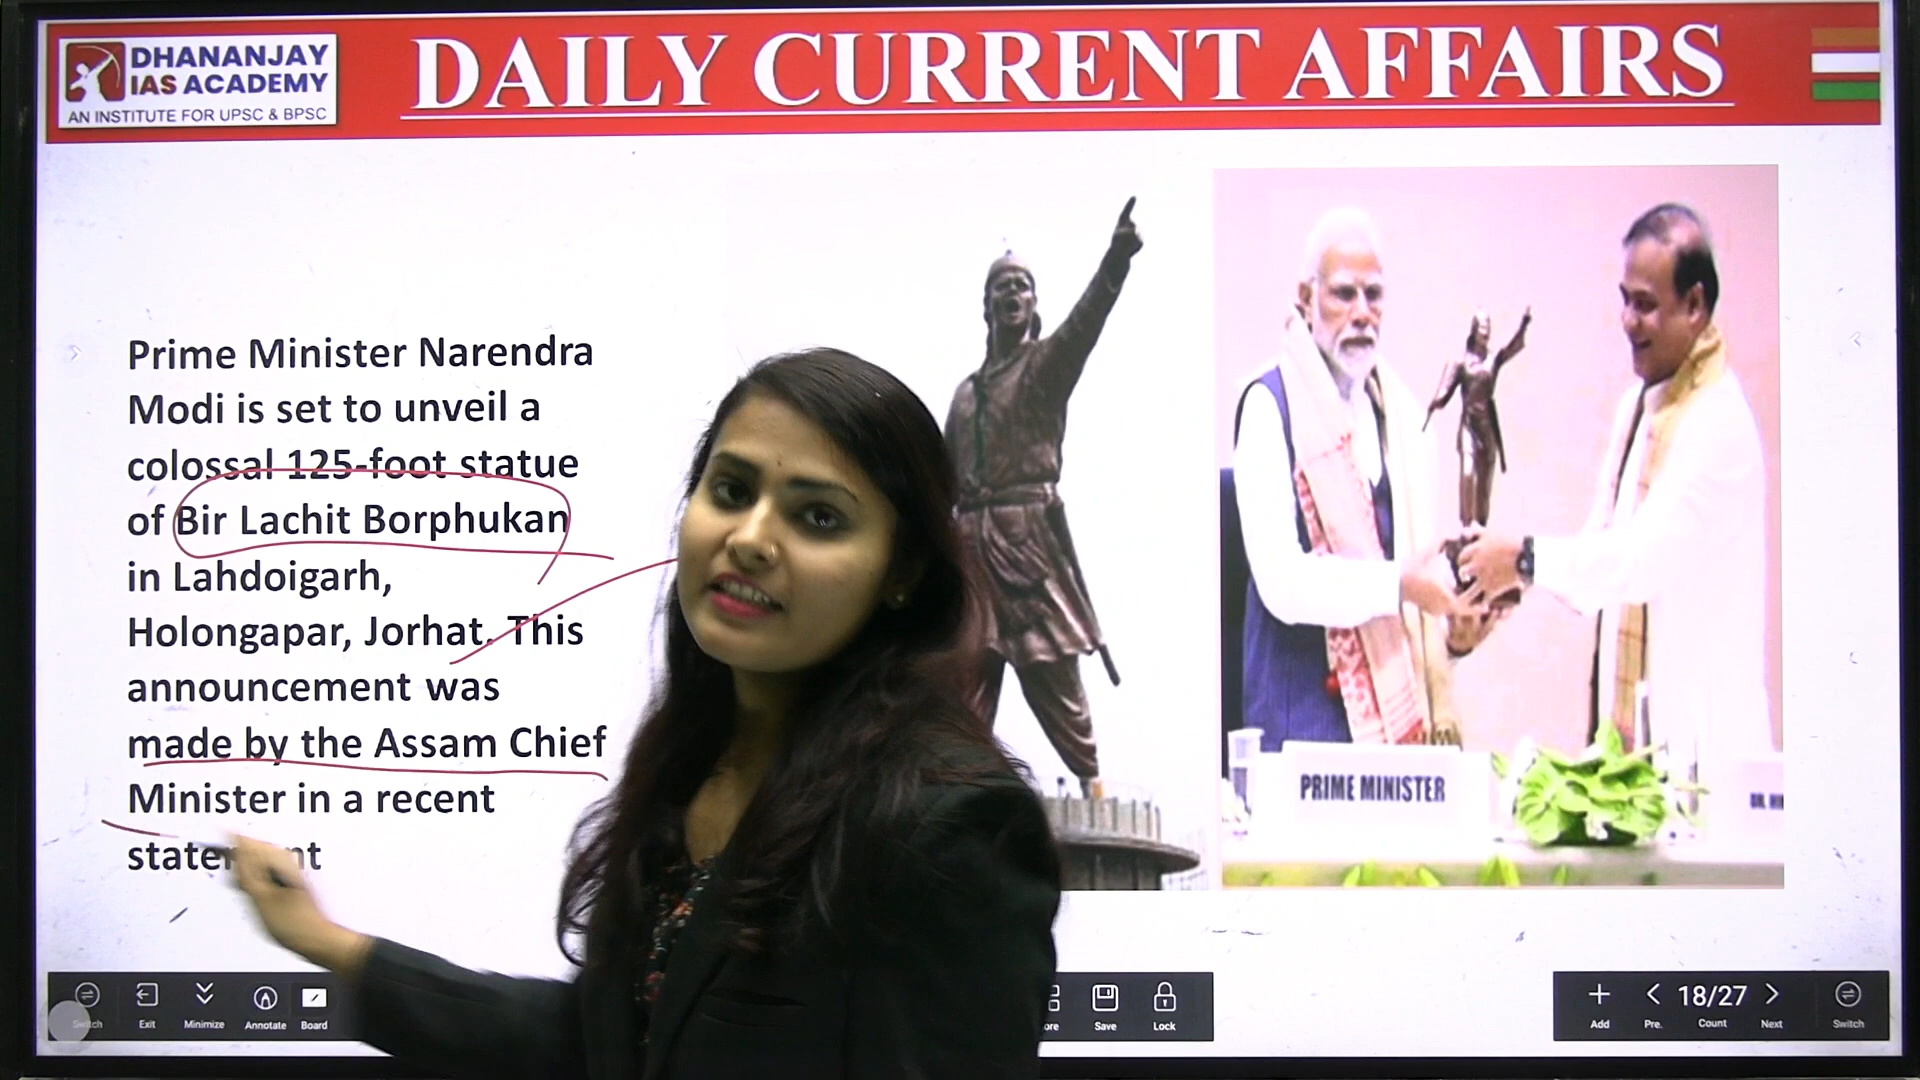 DHANANJAY
IAS ACADEMY
AN INSTITUTE FOR UPSC & BPSC
DAILY CURRENT AFFAIRS
Prime Minister Narendra
Modi is set to unveil a
colossal 125-foot statue
of Bir Lachit Borphukan
in Lahdoigarh,
Holongapar, Jorhat. This
announcement was
made by the Assam Chief
Minister in a recent
PRIME MINISTER
Switch Exit Minimize Annotate Board
Save Lock
18/27
Add Pre. Count Next Switch